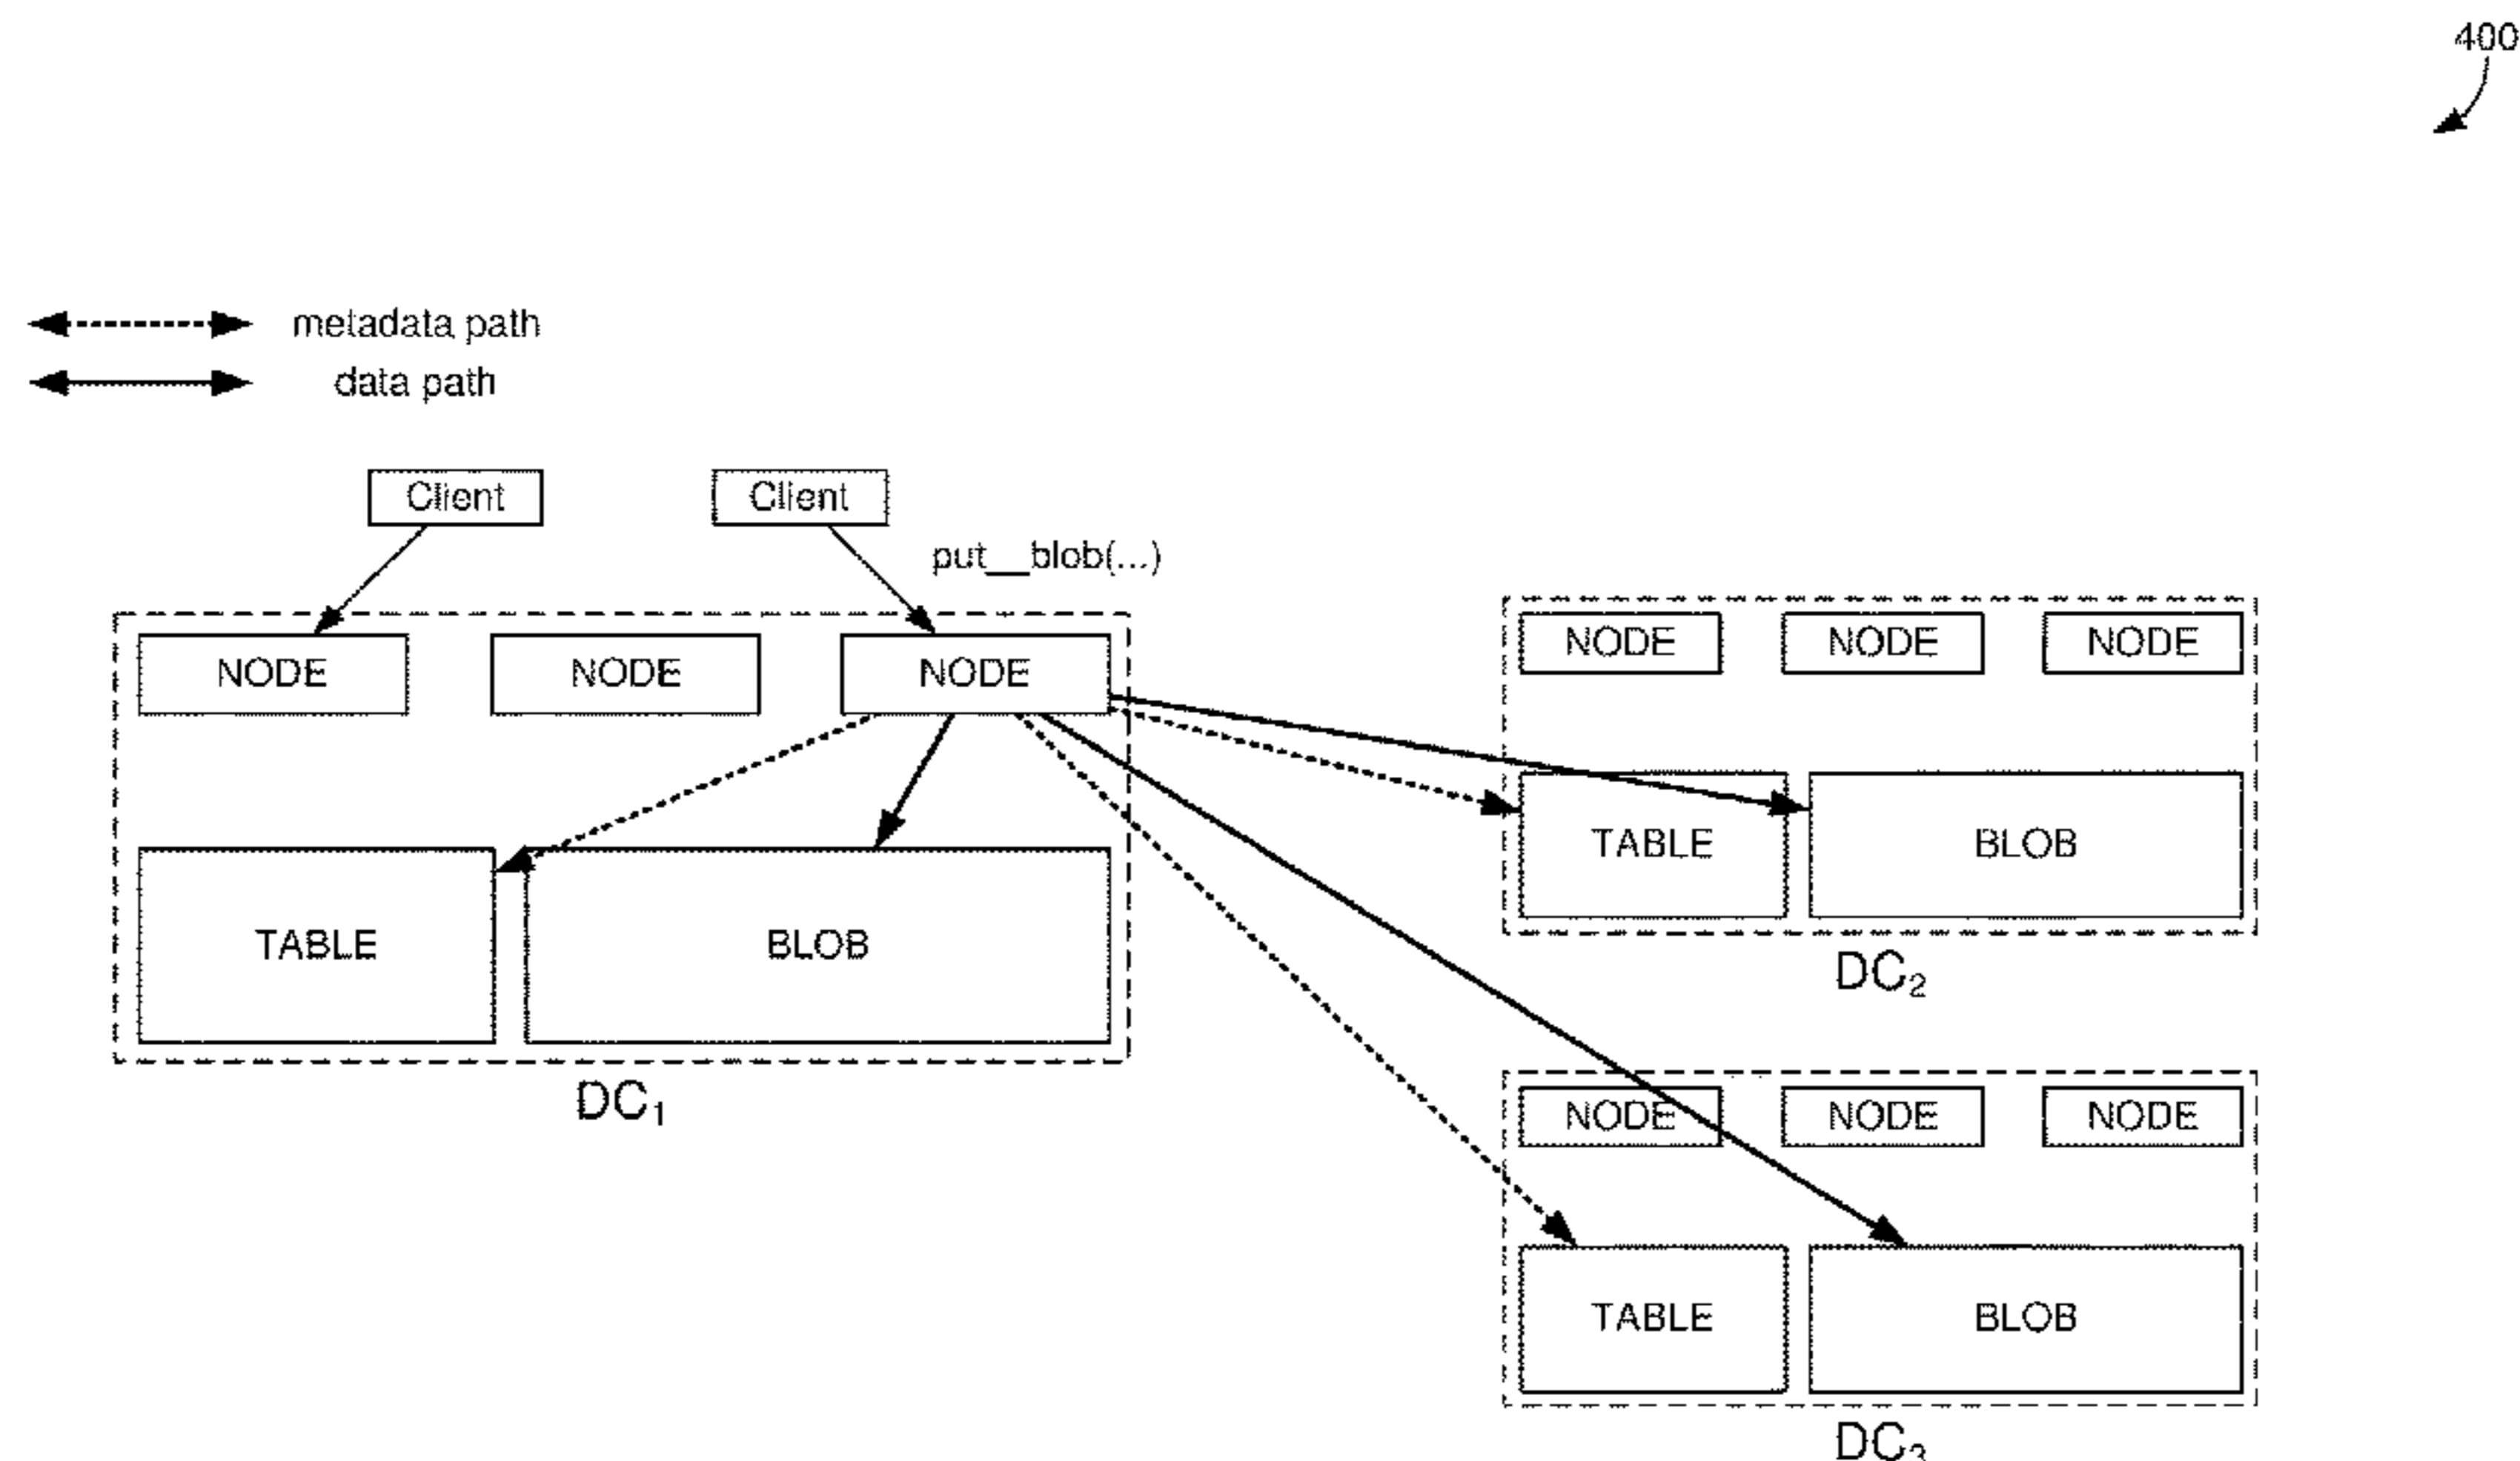 400
metadata path
data path
Client
Client
put__blob(...)
NODE
NODE
NODE
TABLE
BLOB
DC₁
NODE
NODE
NODE
TABLE
BLOB
DC₂
NODE
NODE
NODE
TABLE
BLOB
DC₃